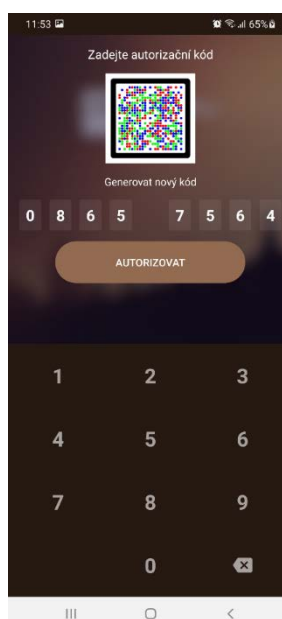 11:53 65%
Zadejte autorizační kód
Generovat nový kód
0 8 6 5 7 5 6 4
AUTORIZOVAT
1 2 3
4 5 6
7 8 9
0